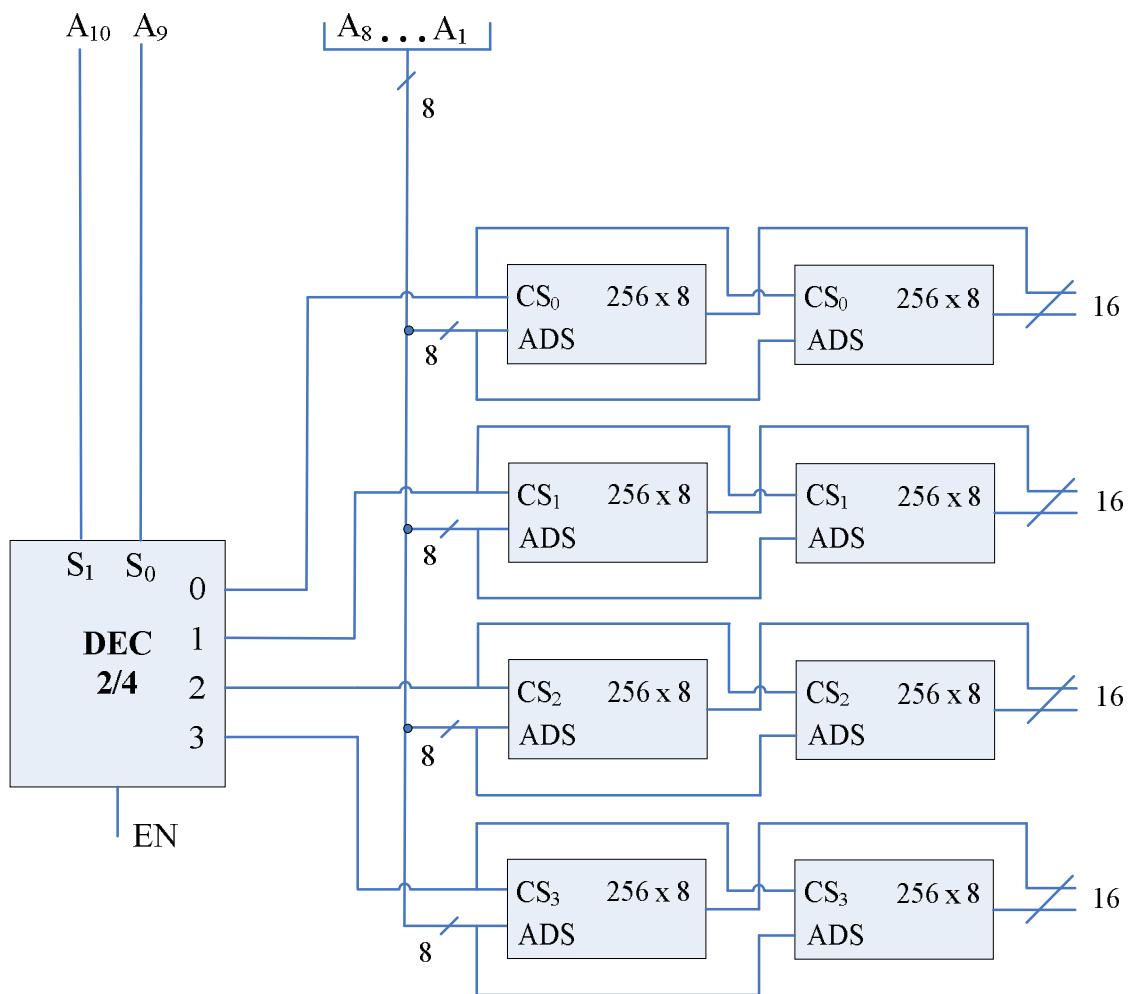 A₁₀ A₉ A₈ . . . A₁
8
CS₀ 256 x 8 CS₀ 256 x 8 16
8 ADS ADS
CS₁ 256 x 8 CS₁ 256 x 8 16
8 ADS ADS
S₁ S₀
0
DEC 1
2/4
2
3
CS₂ 256 x 8 CS₂ 256 x 8 16
8 ADS ADS
EN
CS₃ 256 x 8 CS₃ 256 x 8 16
8 ADS ADS